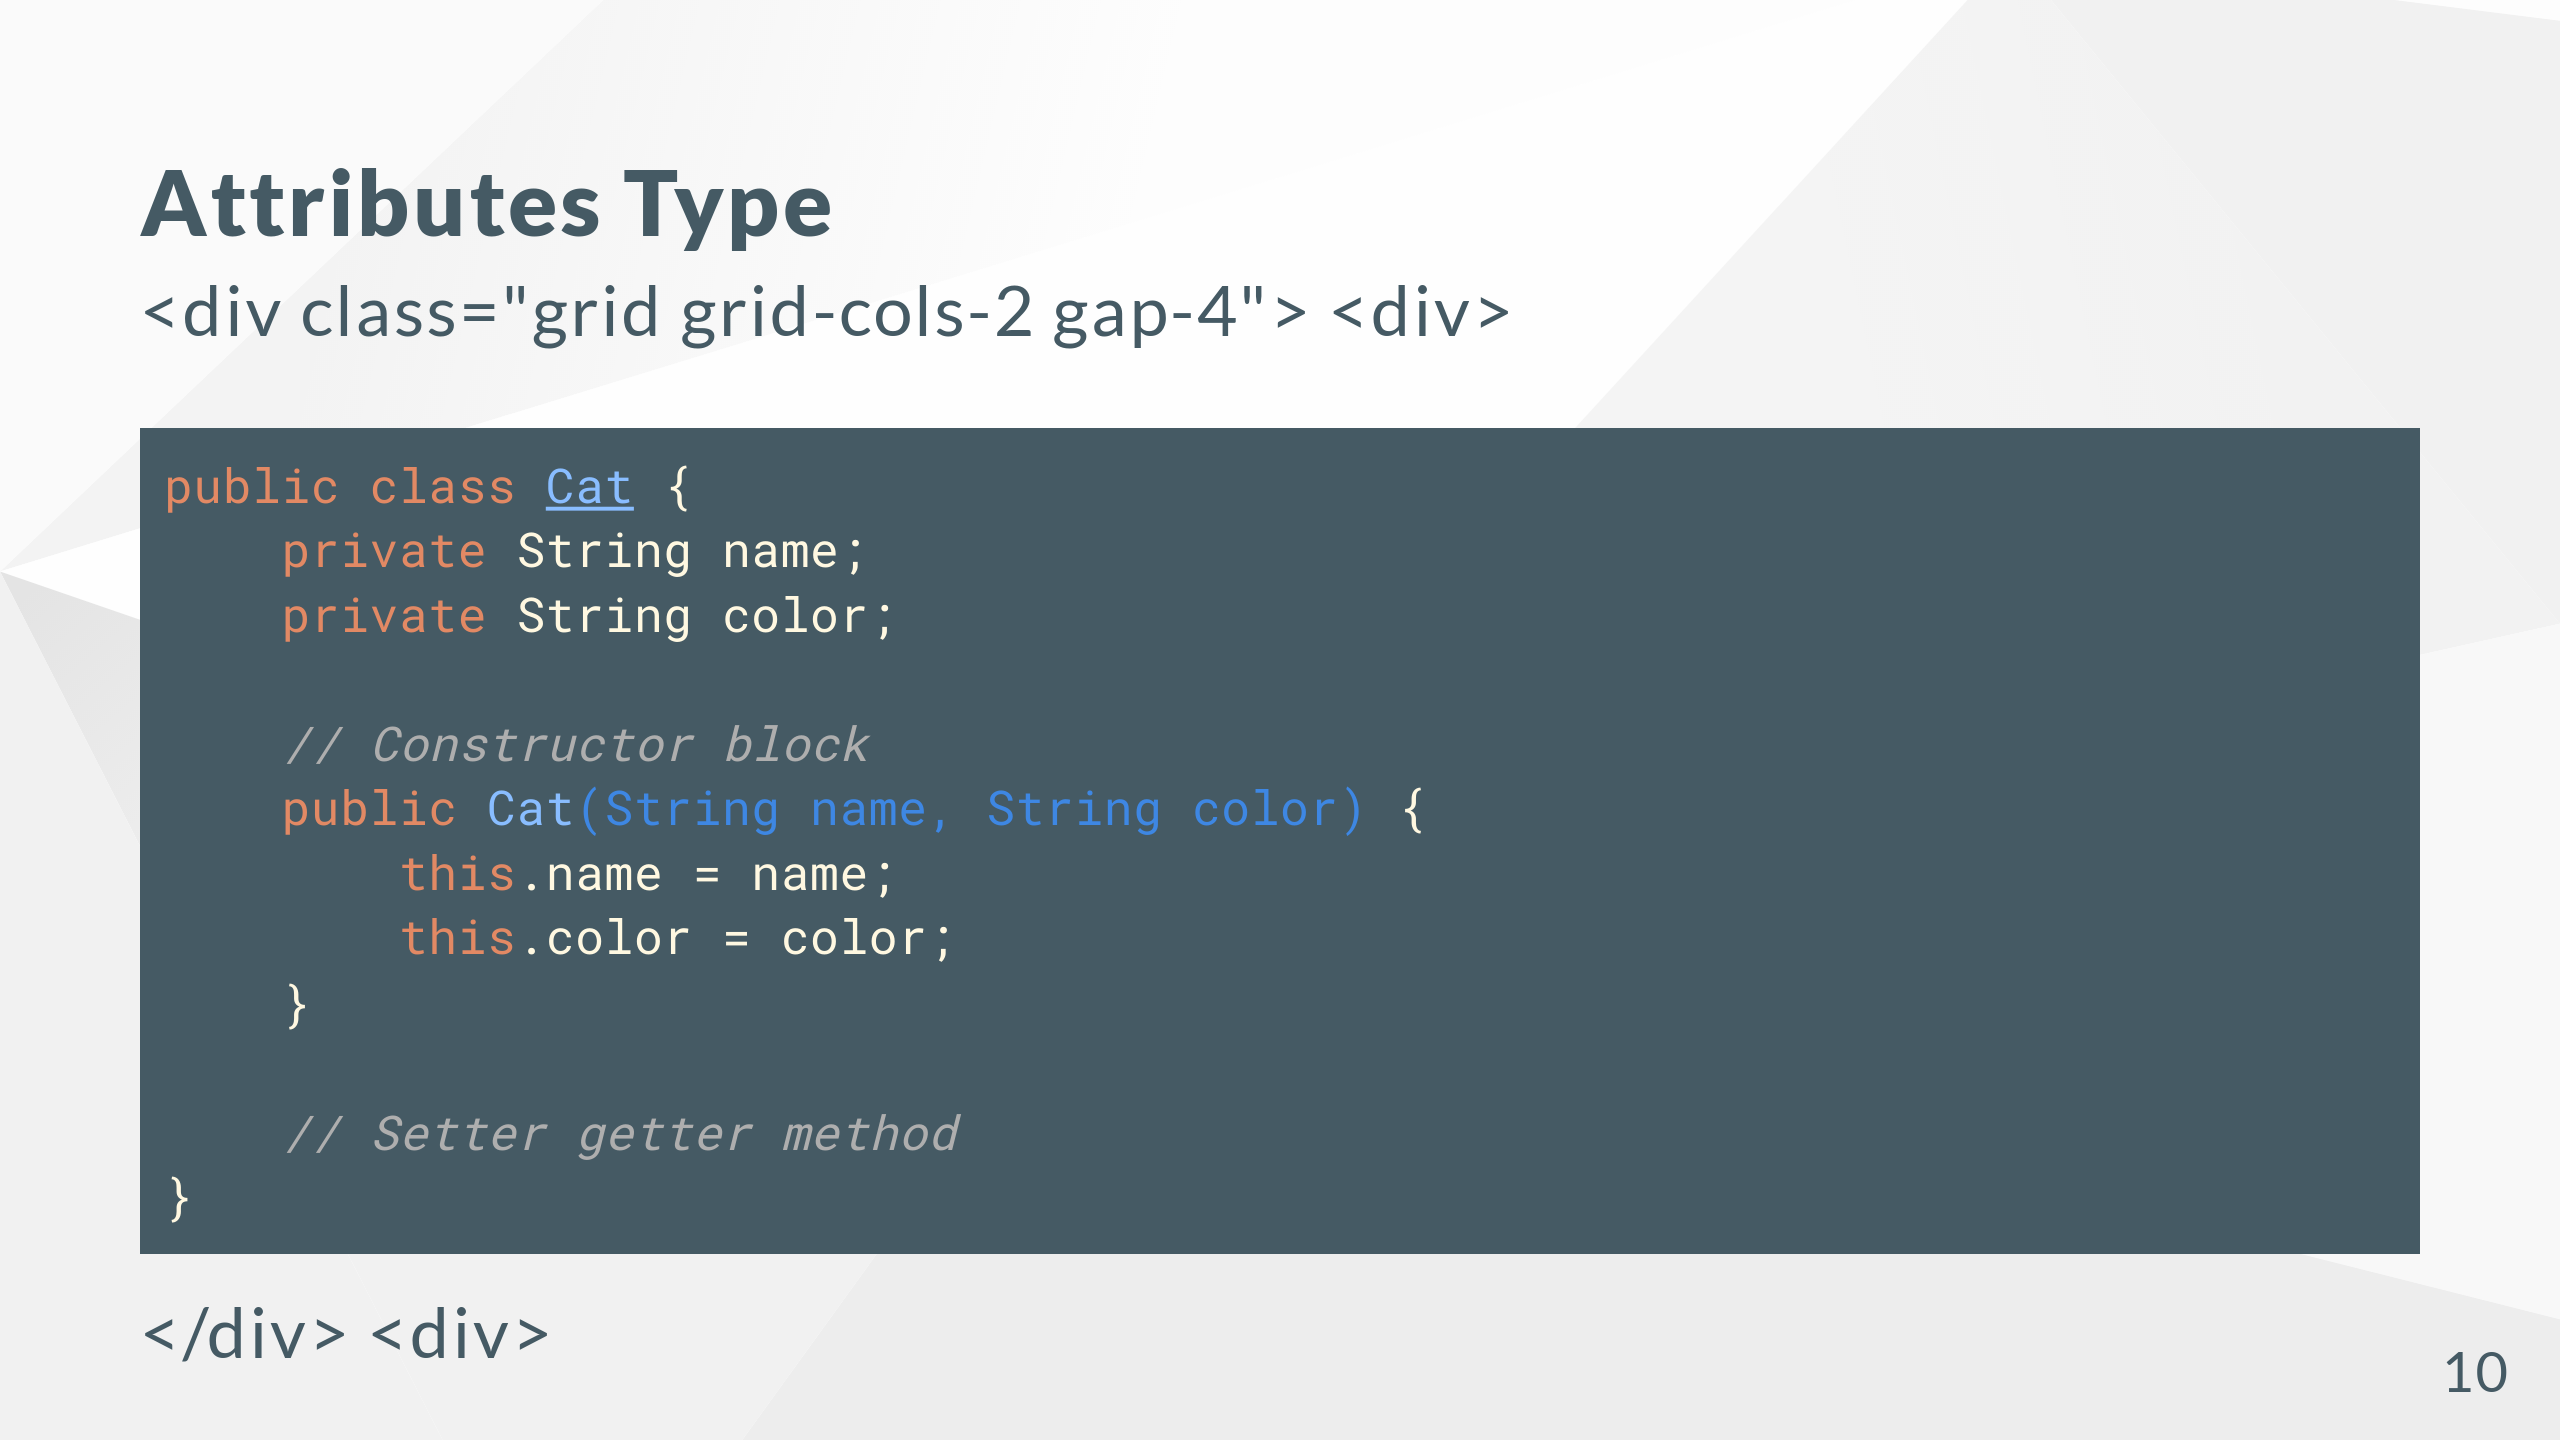 Attributes Type
<div class="grid grid-cols-2 gap-4"> <div>
public class Cat {
    private String name;
    private String color;

    // Constructor block
    public Cat(String name, String color) {
        this.name = name;
        this.color = color;
    }

    // Setter getter method
}
</div> <div>
10